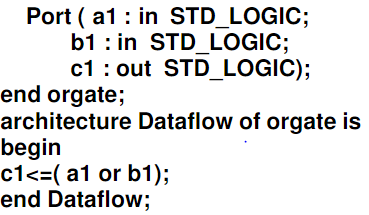 Port ( a1 : in STD_LOGIC;
b1 : in STD_LOGIC;
c1 : out STD_LOGIC);
end orgate;
architecture Dataflow of orgate is
begin
c1<=( a1 or b1);
end Dataflow;